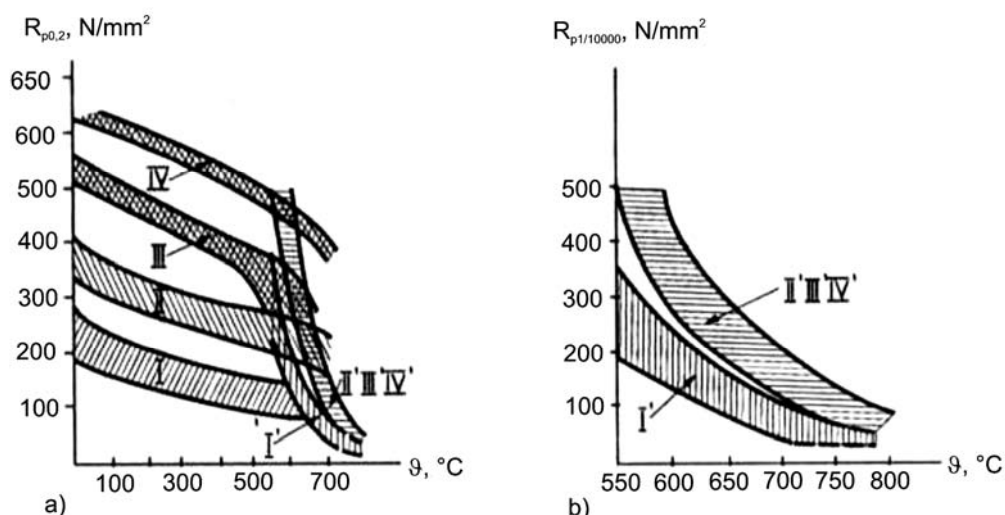 R_p0,2, N/mm²
650
600
500
400
300
200
100
IV
III
II
I
II'III'IV'
'I'
100 300 500 700 ϑ, °C
a)
R_p1/10000, N/mm²
500
400
300
200
100
II'III'IV'
I'
550 600 650 700 750 800 ϑ, °C
b)